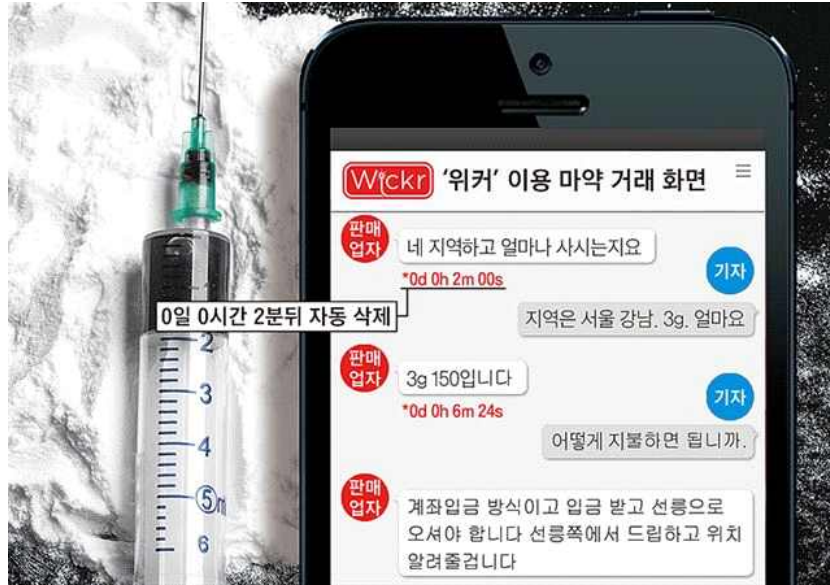 Wickr '위커' 이용 마약 거래 화면
판매
업자
네 지역하고 얼마나 사시는지요
*0d 0h 2m 00s
기자
0일 0시간 2분뒤 자동 삭제
지역은 서울 강남. 3g. 얼마요
판매
업자
3g 150입니다
*0d 0h 6m 24s
기자
어떻게 지불하면 됩니까.
판매
업자
계좌입금 방식이고 입금 받고 선릉으로
오셔야 합니다 선릉쪽에서 드립하고 위치
알려줄겁니다
2
3
4
5
6